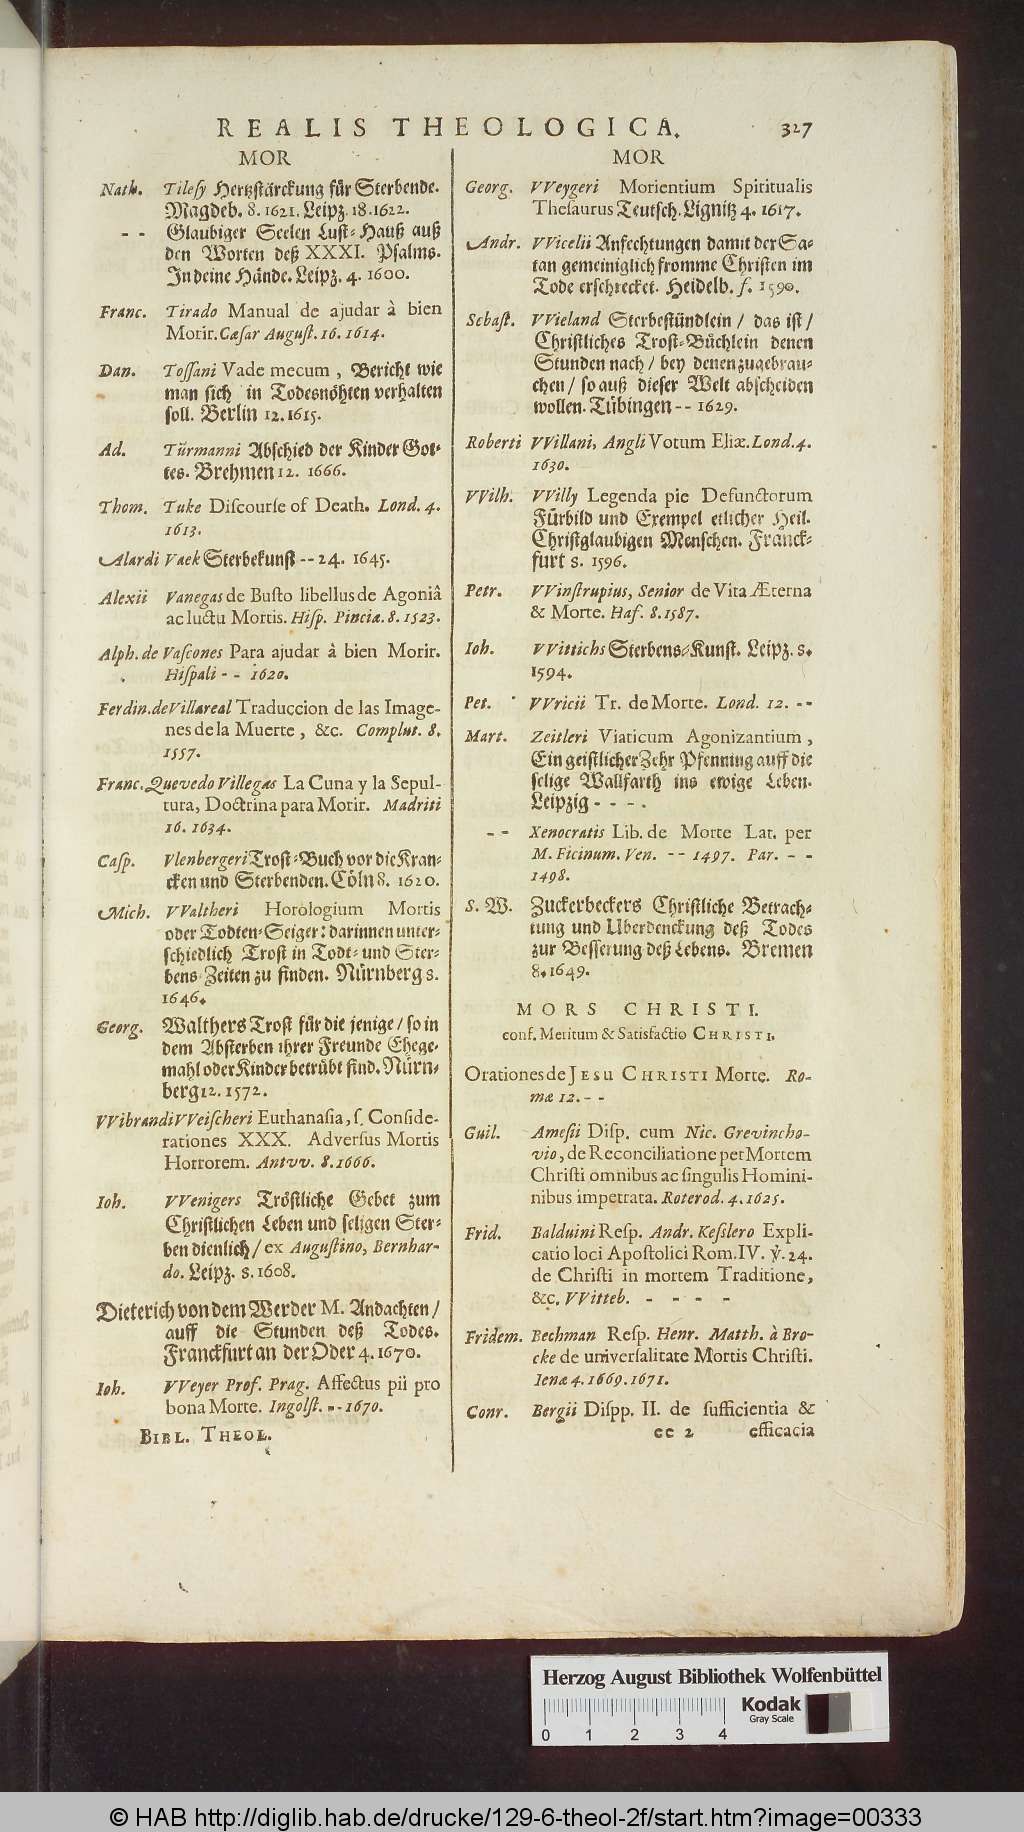 REALIS THEOLOGICA. 327
MOR
Nath. Tilesy Hertzstärckung für Sterbende.
Magdeb. 8. 1621. Leipz. 18. 1622.
- - Glaubiger Seelen Lust-Hauß auß
den Worten deß XXXI. Psalms.
In deine Hände. Leipz. 4. 1600.
Franc. Tirado Manual de ajudar à bien
Morir. Cæsar August. 16. 1614.
Dan. Tossani Vade mecum, Bericht wie
man sich in Todesnöhten verhalten
soll. Berlin 12. 1615.
Ad. Türmanni Abschied der Kinder Got-
tes. Brehmen 12. 1666.
Thom. Tuke Discourse of Death. Lond. 4.
1613.
Alardi Vaek Sterbekunst -- 24. 1645.
Alexii Vanegas de Busto libellus de Agoniâ
ac luctu Mortis. Hisp. Pinciæ. 8. 1523.
Alph. de Vascones Para ajudar à bien Morir.
Hispali - - 1620.
Ferdin. de Villareal Traduccion de las Image-
nes de la Muerte, &c. Complut. 8.
1557.
Franc. Quevedo Villegas La Cuna y la Sepul-
tura, Doctrina para Morir. Madriti
16. 1634.
Casp. Vlenbergeri Trost-Buch vor die Kran-
cken und Sterbenden. Cöln 8. 1620.
Mich. VValtheri Horologium Mortis
oder Todten-Seiger: darinnen unter-
schiedlich Trost in Todt- und Ster-
bens Zeiten zu finden. Nürnberg 8.
1646.
Georg. Walthers Trost für die jenige / so in
dem Absterben ihrer Freunde Ehege-
mahl oder Kinder betrübt sind. Nürn-
berg 12. 1572.
VVibrandi VVeischeri Euthanasia, s. Conside-
rationes XXX. Adversus Mortis
Horrorem. Antvv. 8. 1666.
Ioh. VVenigers Tröstliche Gebet zum
Christlichen Leben und seligen Ster-
ben dienlich / ex Augustino, Bernhar-
do. Leipz. 8. 1608.
Dieterich von dem Werder M. Andachten /
auff die Stunden deß Todes.
Franckfurt an der Oder 4. 1670.
Ioh. VVeyer Prof. Prag. Affectus pii pro
bona Morte. Ingolst. -- 1670.
BIBL. THEOL.
MOR
Georg. VVeygeri Morientium Spiritualis
Thesaurus Teutsch. Lignitz 4. 1617.
Andr. VVicelii Anfechtungen damit der Sa-
tan gemeiniglich fromme Christen im
Tode erschrecket. Heidelb. f. 1590.
Sebast. VVieland Sterbestündlein / das ist /
Christliches Trost-Büchlein denen
Stunden nach / bey denen zugebrau-
chen / so auß dieser Welt abscheiden
wollen. Tübingen -- 1629.
Roberti VVillani, Angli Votum Eliæ. Lond. 4.
1630.
VVilh. VVilly Legenda pie Defunctorum
Fürbild und Exempel etlicher Heil.
Christglaubigen Menschen. Franck-
furt 8. 1596.
Petr. VVinstrupius, Senior de Vita Æterna
& Morte. Haf. 8. 1587.
Ioh. VVittichs Sterbens-Kunst. Leipz. 8.
1594.
Pet. VVricii Tr. de Morte. Lond. 12. --
Mart. Zeitleri Viaticum Agonizantium,
Ein geistlicher Zehr Pfenning auff die
selige Wallfarth ins ewige Leben.
Leipzig - - - .
- - Xenocratis Lib. de Morte Lat. per
M. Ficinum. Ven. -- 1497. Par. - -
1498.
S. W. Zuckerbeckers Christliche Betrach-
tung und Uberdenckung deß Todes
zur Besserung deß Lebens. Bremen
8. 1649.
MORS CHRISTI.
conf. Meritum & Satisfactio CHRISTI.
Orationes de JESU CHRISTI Morte. Ro-
mæ 12. - -
Guil. Amesii Disp. cum Nic. Grevincho-
vio, de Reconciliatione per Mortem
Christi omnibus ac singulis Homini-
nibus impetrata. Roterod. 4. 1625.
Frid. Balduini Resp. Andr. Kesslero Expli-
catio loci Apostolici Rom. IV. ℣. 24.
de Christi in mortem Traditione,
&c. VVitteb. - - - -
Fridem. Bechman Resp. Henr. Matth. à Bro-
cke de universalitate Mortis Christi.
Ienæ 4. 1669. 1671.
Conr. Bergii Dispp. II. de sufficientia &
cc 2 efficacia
Herzog August Bibliothek Wolfenbüttel
Kodak
Gray Scale
0 1 2 3 4
© HAB http://diglib.hab.de/drucke/129-6-theol-2f/start.htm?image=00333